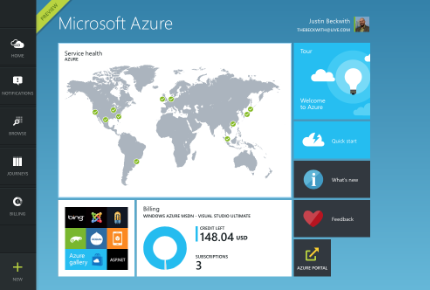 PREVIEW
Microsoft Azure
Justin Beckwith
HOME
NOTIFICATIONS
BROWSE
JOURNEYS
BILLING
NEW
Service health
AZURE
Tour
Welcome
to Azure
Quick start
What's new
Feedback
AZURE PORTAL
bing
Azure
gallery
ASP.NET
Billing
WINDOWS AZURE MSDN - VISUAL STUDIO ULTIMATE
CREDIT LEFT
148.04 USD
SUBSCRIPTIONS
3